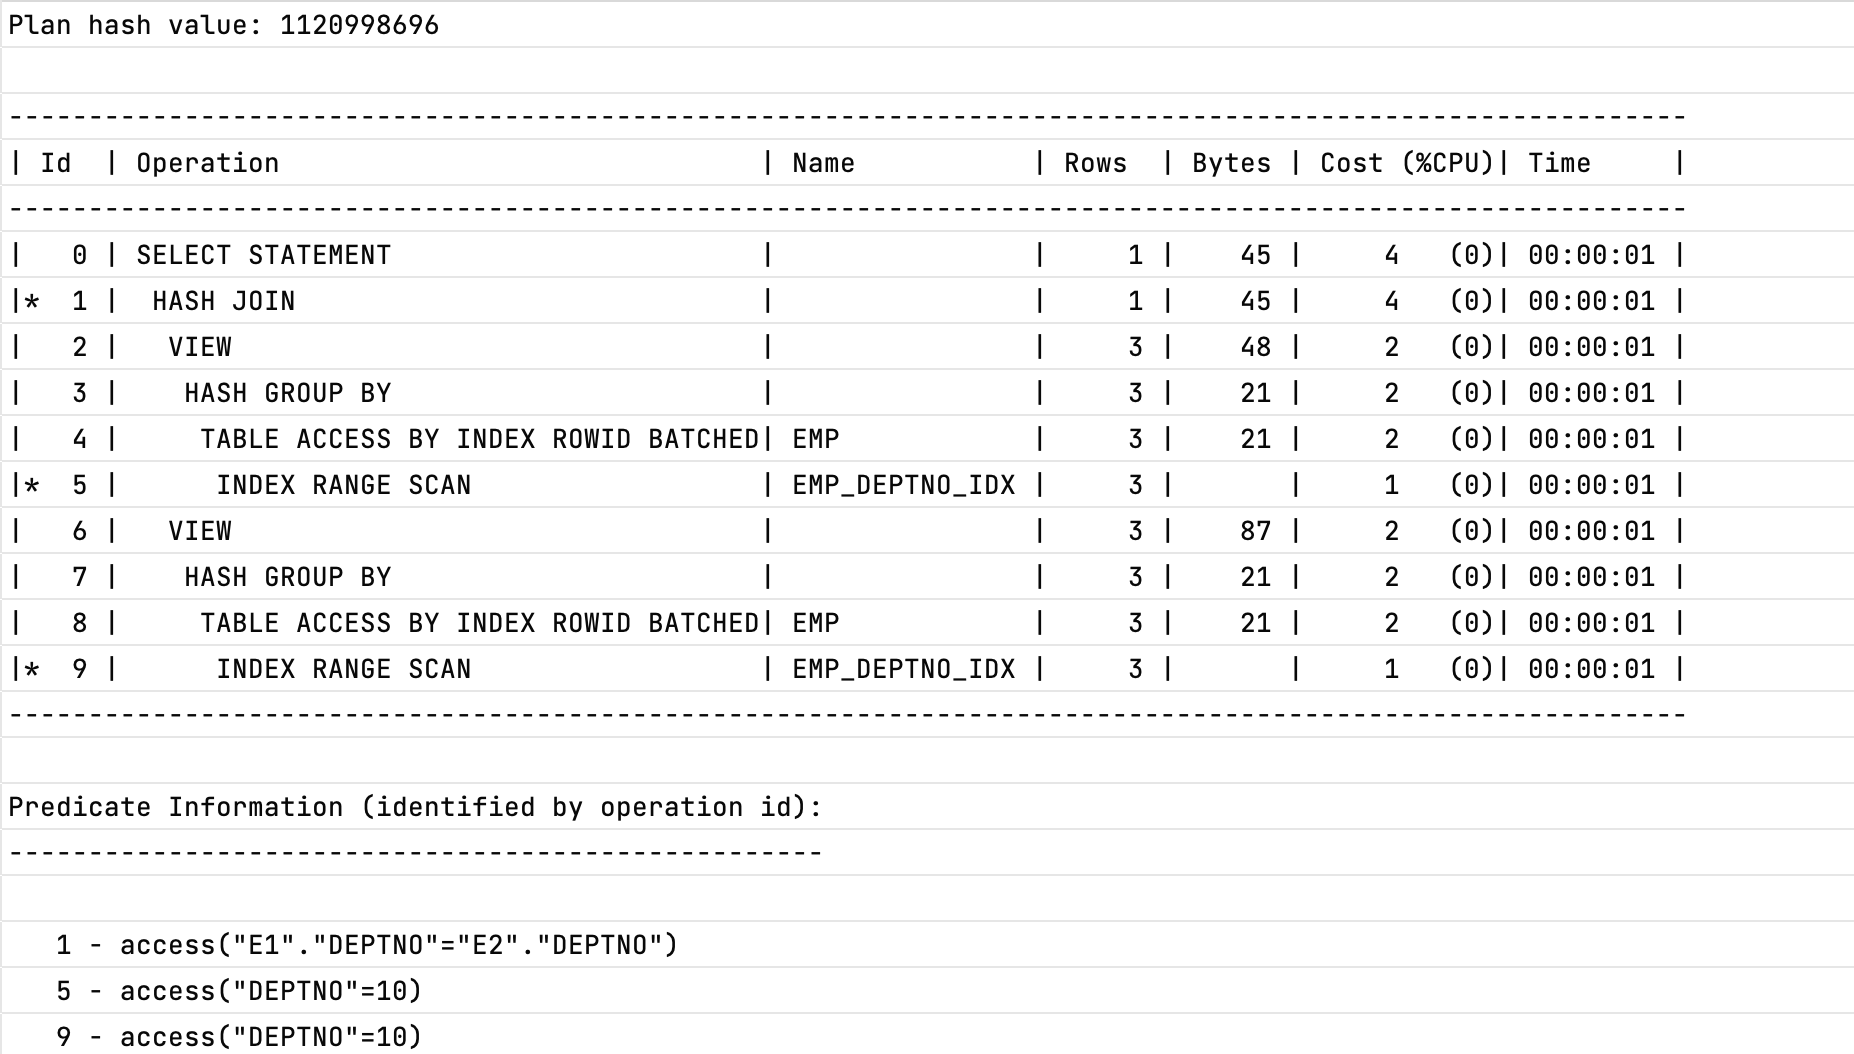 Plan hash value: 1120998696
---------------------------------------------------------------------------------------------------------
| Id  | Operation                              | Name             | Rows  | Bytes | Cost (%CPU)| Time     |
---------------------------------------------------------------------------------------------------------
|   0 | SELECT STATEMENT                       |                |     1 |    45 |     4   (0)| 00:00:01 |
|*  1 |  HASH JOIN                             |                |     1 |    45 |     4   (0)| 00:00:01 |
|   2 |   VIEW                                 |                |     3 |    48 |     2   (0)| 00:00:01 |
|   3 |    HASH GROUP BY                       |                |     3 |    21 |     2   (0)| 00:00:01 |
|   4 |     TABLE ACCESS BY INDEX ROWID BATCHED| EMP            |     3 |    21 |     2   (0)| 00:00:01 |
|*  5 |      INDEX RANGE SCAN                  | EMP_DEPTNO_IDX |     3 |       |     1   (0)| 00:00:01 |
|   6 |   VIEW                                 |                |     3 |    87 |     2   (0)| 00:00:01 |
|   7 |    HASH GROUP BY                       |                |     3 |    21 |     2   (0)| 00:00:01 |
|   8 |     TABLE ACCESS BY INDEX ROWID BATCHED| EMP            |     3 |    21 |     2   (0)| 00:00:01 |
|*  9 |      INDEX RANGE SCAN                  | EMP_DEPTNO_IDX |     3 |       |     1   (0)| 00:00:01 |
---------------------------------------------------------------------------------------------------------
Predicate Information (identified by operation id):
---------------------------------------------------
   1 - access("E1"."DEPTNO"="E2"."DEPTNO")
   5 - access("DEPTNO"=10)
   9 - access("DEPTNO"=10)